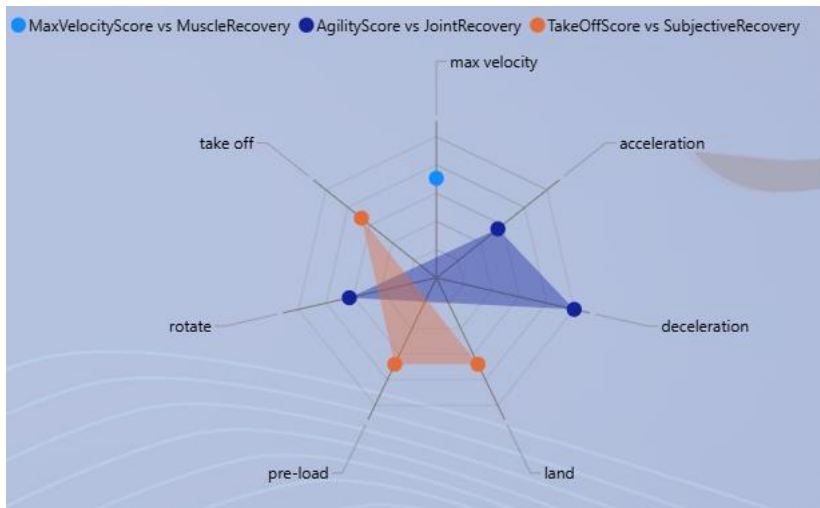 MaxVelocityScore vs MuscleRecovery AgilityScore vs JointRecovery TakeOffScore vs SubjectiveRecovery
max velocity
take off
acceleration
rotate
deceleration
pre-load
land